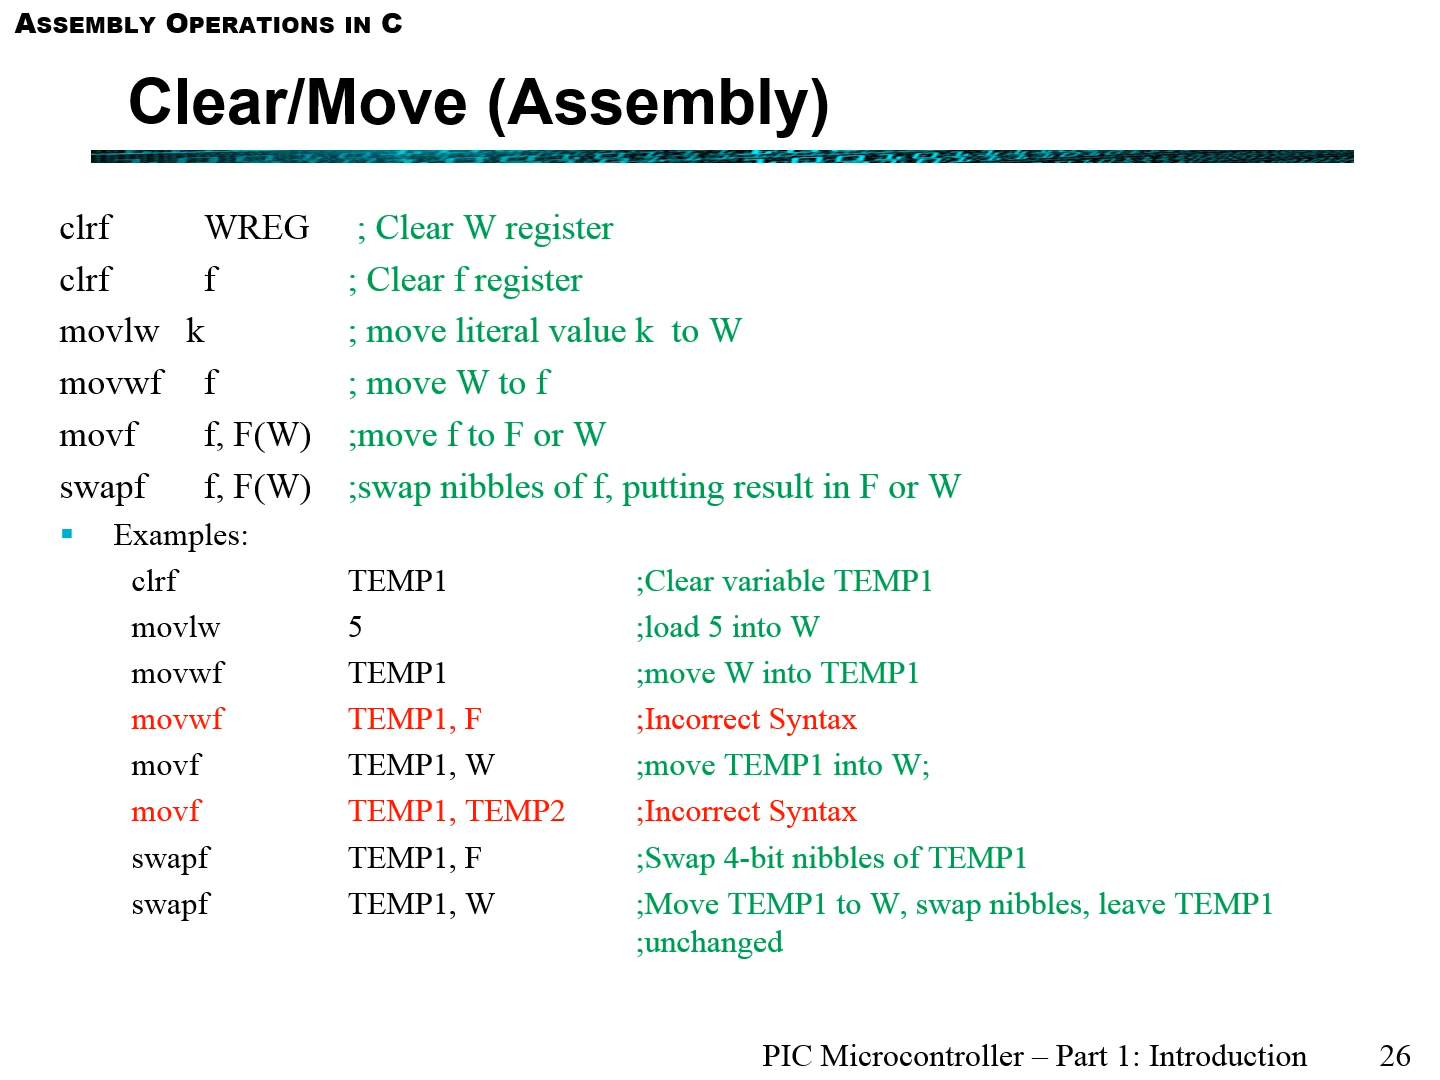 ASSEMBLY OPERATIONS IN C
Clear/Move (Assembly)
clrf WREG ; Clear W register
clrf f ; Clear f register
movlw k ; move literal value k to W
movwf f ; move W to f
movf f, F(W) ;move f to F or W
swapf f, F(W) ;swap nibbles of f, putting result in F or W
▪ Examples:
clrf TEMP1 ;Clear variable TEMP1
movlw 5 ;load 5 into W
movwf TEMP1 ;move W into TEMP1
movwf TEMP1, F ;Incorrect Syntax
movf TEMP1, W ;move TEMP1 into W;
movf TEMP1, TEMP2 ;Incorrect Syntax
swapf TEMP1, F ;Swap 4-bit nibbles of TEMP1
swapf TEMP1, W ;Move TEMP1 to W, swap nibbles, leave TEMP1
;unchanged
PIC Microcontroller – Part 1: Introduction 26